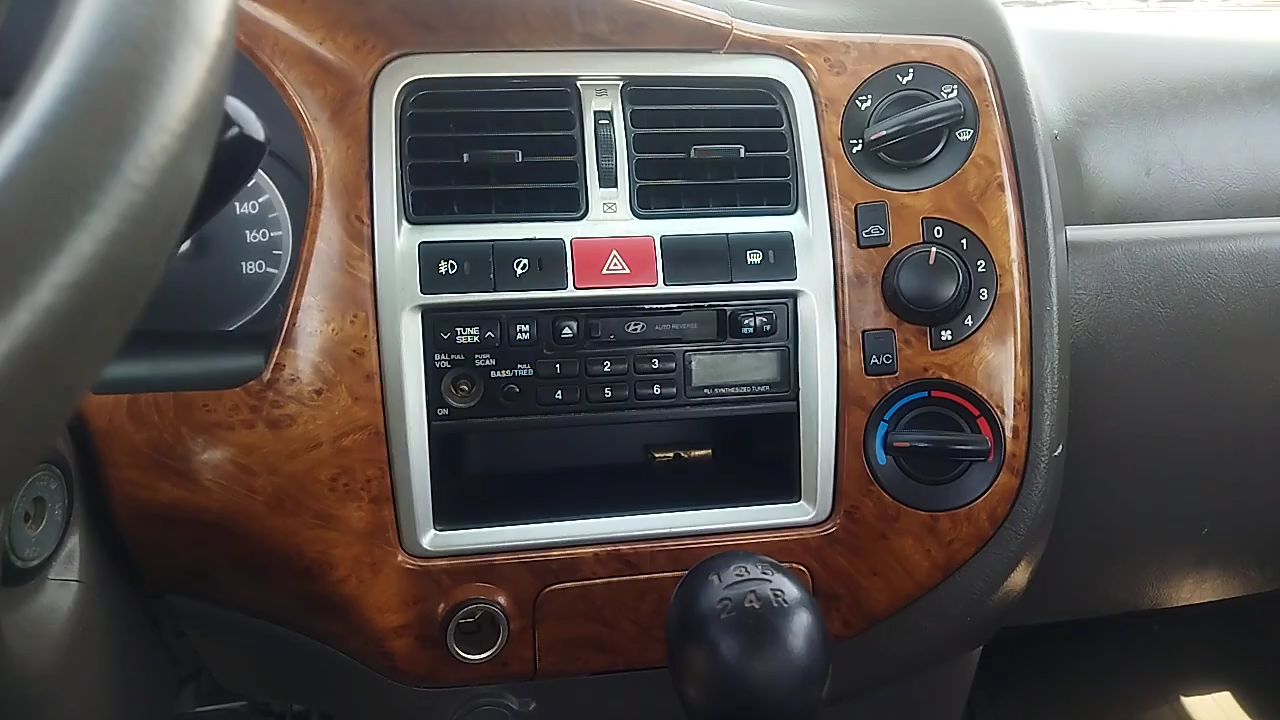 140
160
180
0
1
2
3
4
A/C
TUNE
SEEK
FM
AM
AUTO REVERSE
REW
FF
BAL PULL
VOL
PUSH
SCAN
PULL
BASS/TREB
ON
1 2 3
4 5 6
PLL SYNTHESIZED TUNER
1 3 5
2 4 R